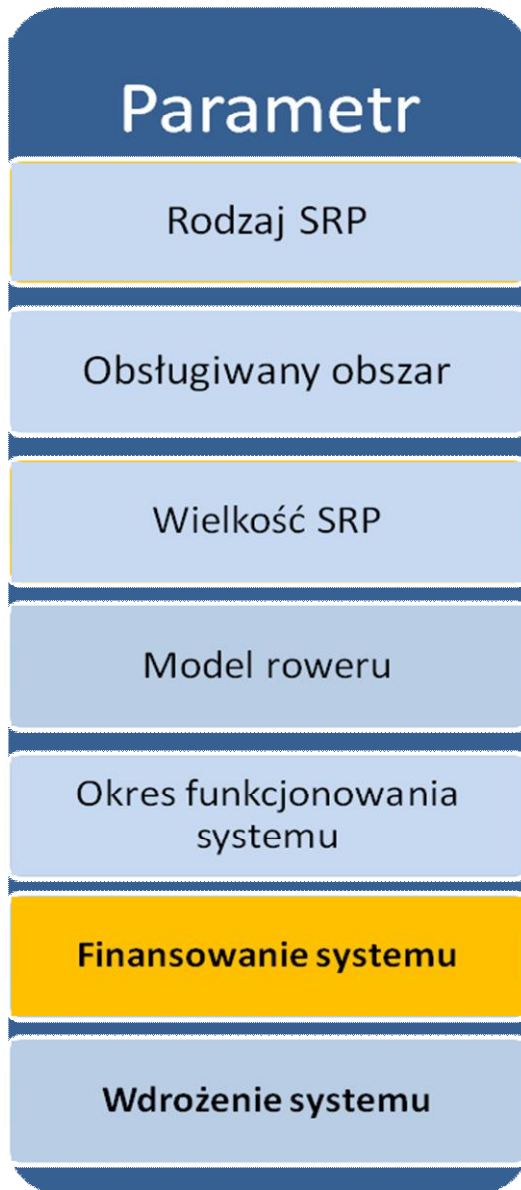 Parametr
Rodzaj SRP
Obsługiwany obszar
Wielkość SRP
Model roweru
Okres funkcjonowania
systemu
Finansowanie systemu
Wdrożenie systemu